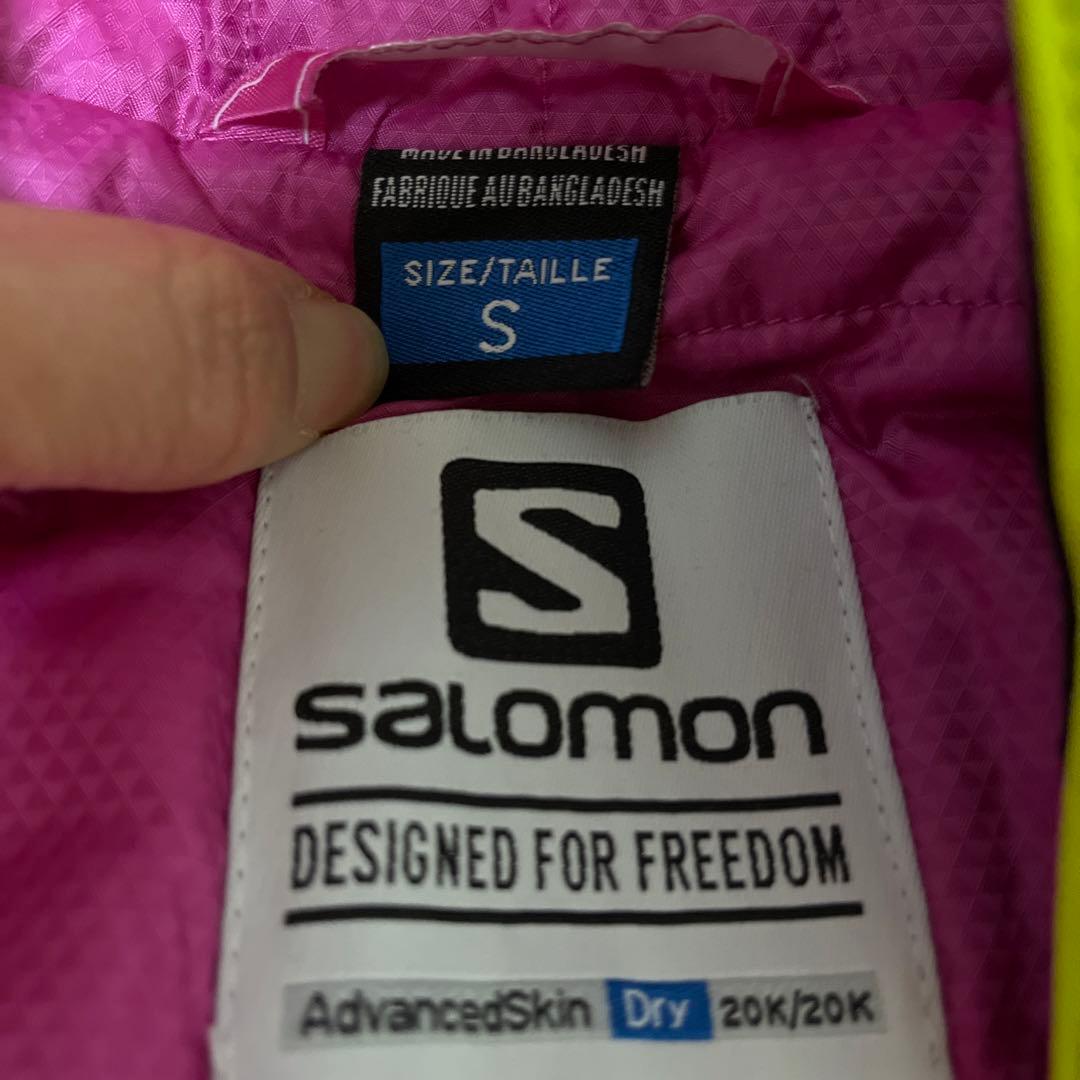 MADE IN BANGLADESH
FABRIQUE AU BANGLADESH
SIZE/TAILLE
S
S
SALOMON
DESIGNED FOR FREEDOM
AdvancedSkin Dry 20K/20K